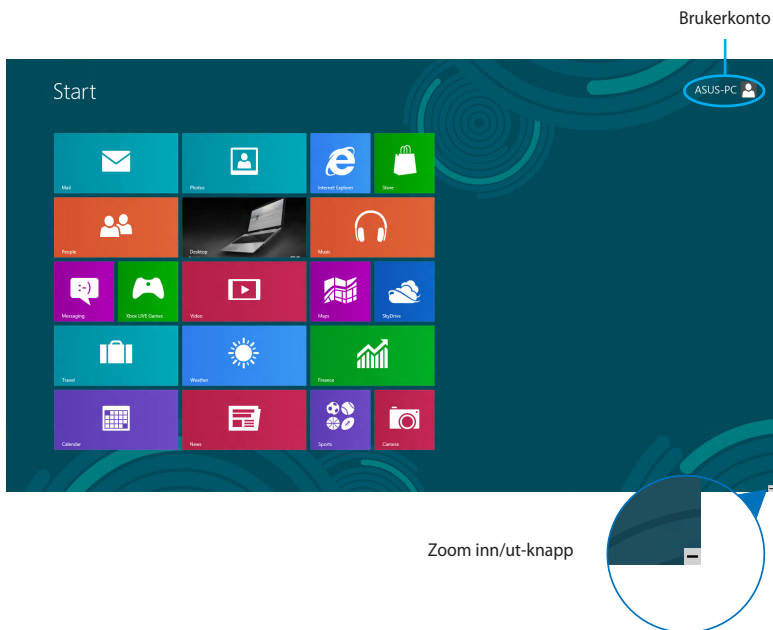 Brukerkonto
Start
ASUS-PC
Mail
Photos
Internet Explorer
Store
People
Desktop
Music
Messaging
Xbox LIVE Games
Video
Maps
SkyDrive
Travel
Weather
Finance
Calendar
News
Sports
Camera
Zoom inn/ut-knapp